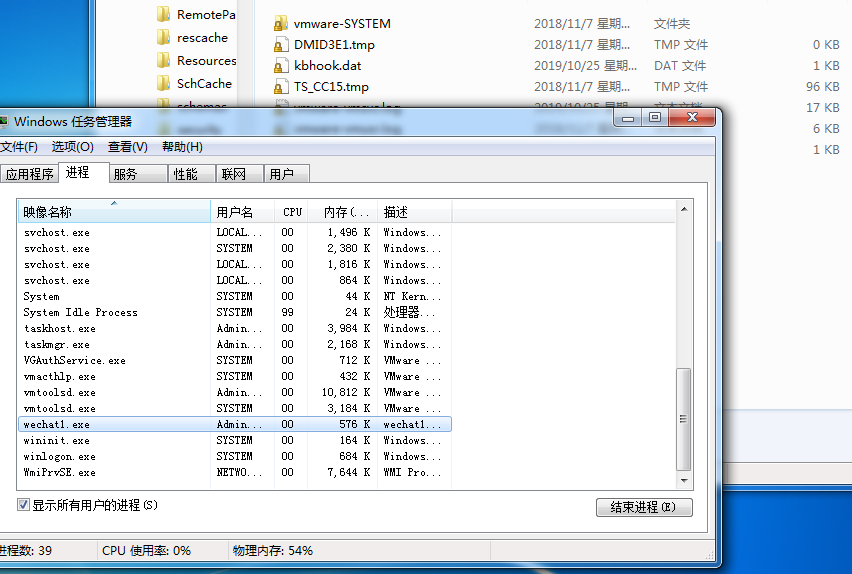 RemotePa
rescache
Resources
SchCache
schemas
vmware-SYSTEM 2018/11/7 星期... 文件夹
DMID3E1.tmp 2018/11/7 星期... TMP 文件 0 KB
kbhook.dat 2019/10/25 星期... DAT 文件 1 KB
TS_CC15.tmp 2018/11/7 星期... TMP 文件 96 KB
17 KB
6 KB
1 KB
Windows 任务管理器
文件(F) 选项(O) 查看(V) 帮助(H)
应用程序 进程 服务 性能 联网 用户
映像名称 用户名 CPU 内存(... 描述
svchost.exe LOCAL... 00 1,496 K Windows...
svchost.exe SYSTEM 00 2,380 K Windows...
svchost.exe LOCAL... 00 1,816 K Windows...
svchost.exe LOCAL... 00 864 K Windows...
System SYSTEM 00 44 K NT Kern...
System Idle Process SYSTEM 99 24 K 处理器...
taskhost.exe Admin... 00 3,984 K Windows...
taskmgr.exe Admin... 00 2,168 K Windows...
VGAuthService.exe SYSTEM 00 712 K VMware ...
vmacthlp.exe SYSTEM 00 432 K VMware ...
vmtoolsd.exe Admin... 00 10,812 K VMware ...
vmtoolsd.exe SYSTEM 00 3,184 K VMware ...
wechat1.exe Admin... 00 576 K wechat1...
wininit.exe SYSTEM 00 164 K Windows...
winlogon.exe SYSTEM 00 684 K Windows...
WmiPrvSE.exe NETWO... 00 7,644 K WMI Pro...
显示所有用户的进程(S) 结束进程(E)
进程数: 39 CPU 使用率: 0% 物理内存: 54%